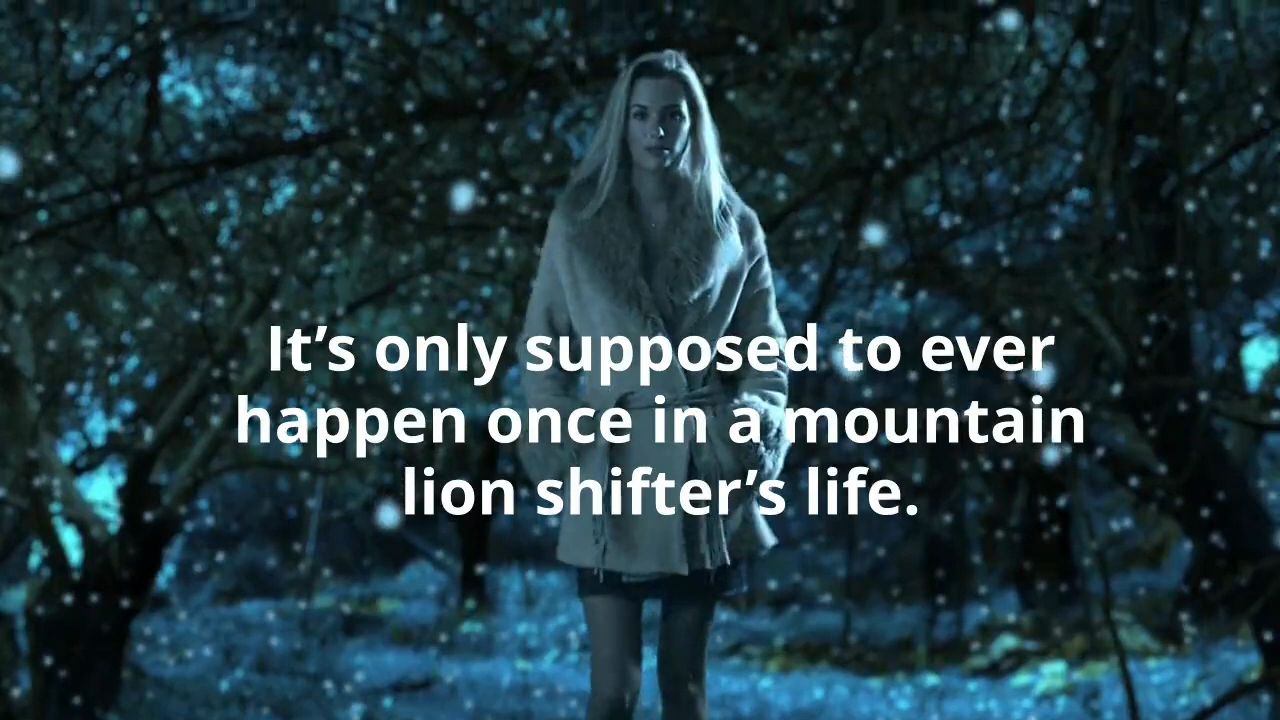 It’s only supposed to ever
happen once in a mountain
lion shifter’s life.